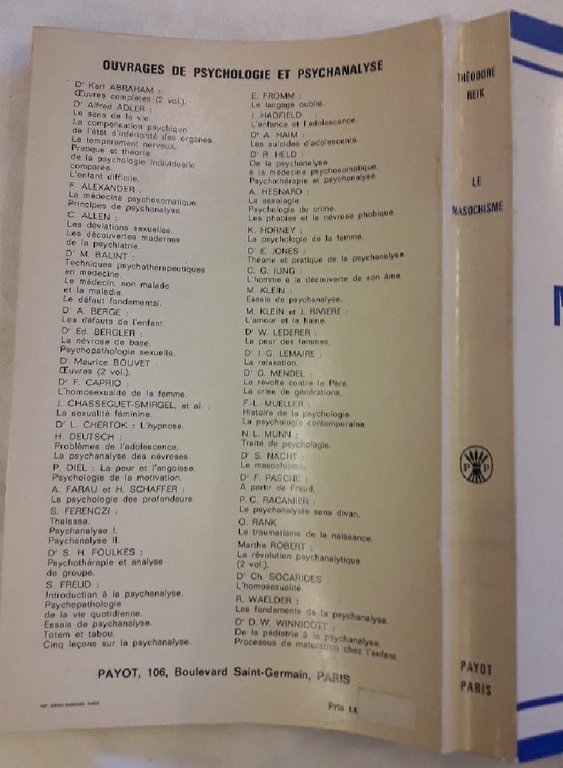 OUVRAGES DE PSYCHOLOGIE ET PSYCHANALYSE
Dr Karl ABRAHAM :
Œuvres complètes (2 vol.).
Dr Alfred ADLER :
Le sens de la vie.
La compensation psychique
de l'état d'infériorité des organes.
Le tempérament nerveux.
Pratique et théorie
de la psychologie individuelle
comparée.
L'enfant difficile.
F. ALEXANDER :
La médecine psychosomatique.
Principes de psychanalyse.
C. ALLEN :
Les déviations sexuelles.
Les découvertes modernes
de la psychiatrie.
Dr M. BALINT :
Techniques psychothérapeutiques
en médecine.
Le médecin, son malade
et la maladie.
Le défaut fondamental.
Dr A. BERGE :
Les défauts de l'enfant.
Dr Ed. BERGLER :
La névrose de base.
Psychopathologie sexuelle.
Dr Maurice BOUVET :
Œuvres (2 vol.).
Dr F. CAPRIO :
L'homosexualité de la femme.
J. CHASSEGUET-SMIRGEL, et al. :
La sexualité féminine.
Dr L. CHERTOK : L'hypnose.
H. DEUTSCH :
Problèmes de l'adolescence.
La psychanalyse des névroses.
P. DIEL : La peur et l'angoisse.
Psychologie de la motivation.
A. FARAU et H. SCHAFFER :
La psychologie des profondeurs.
S. FERENCZI :
Thalassa.
Psychanalyse I.
Psychanalyse II.
Dr S. H. FOULKES :
Psychothérapie et analyse
de groupe.
S. FREUD :
Introduction à la psychanalyse.
Psychopathologie
de la vie quotidienne.
Essais de psychanalyse.
Totem et tabou.
Cinq leçons sur la psychanalyse.
E. FROMM :
Le langage oublié.
J. HADFIELD
L'enfance et l'adolescence.
Dr A. HAIM :
Les suicides d'adolescents.
Dr R. HELD :
De la psychanalyse
à la médecine psychosomatique.
Psychothérapie et psychanalyse.
A. HESNARD :
La sexologie.
Psychologie du crime.
Les phobies et la névrose phobique.
K. HORNEY :
La psychologie de la femme.
Dr E. JONES :
Théorie et pratique de la psychanalyse
C. G. JUNG :
L'homme à la découverte de son âme.
M. KLEIN :
Essais de psychanalyse.
M. KLEIN et J. RIVIERE :
L'amour et la haine.
Dr W. LEDERER :
La peur des femmes.
Dr J.-G. LEMAIRE :
La relaxation.
Dr G. MENDEL :
La révolte contre le Père.
La crise de générations.
F.-L. MUELLER :
Histoire de la psychologie.
La psychologie contemporaine.
N. L. MUNN :
Traité de psychologie.
Dr S. NACHT :
Le masochisme.
Dr F. PASCHE :
A partir de Freud.
P. C. RACAMIER :
Le psychanalyste sans divan.
O. RANK
Le traumatisme de la naissance.
Marthe ROBERT :
La révolution psychanalytique
(2 vol.).
Dr Ch. SOCARIDES :
L'homosexualité.
R. WAELDER :
Les fondements de la psychanalyse.
Dr D. W. WINNICOTT :
De la pédiatrie à la psychanalyse.
Processus de maturation chez l'enfant.
PAYOT, 106, Boulevard Saint-Germain, PARIS
Prix
THÉODORE
REIK
LE
MASOCHISME
P P
PAYOT
PARIS